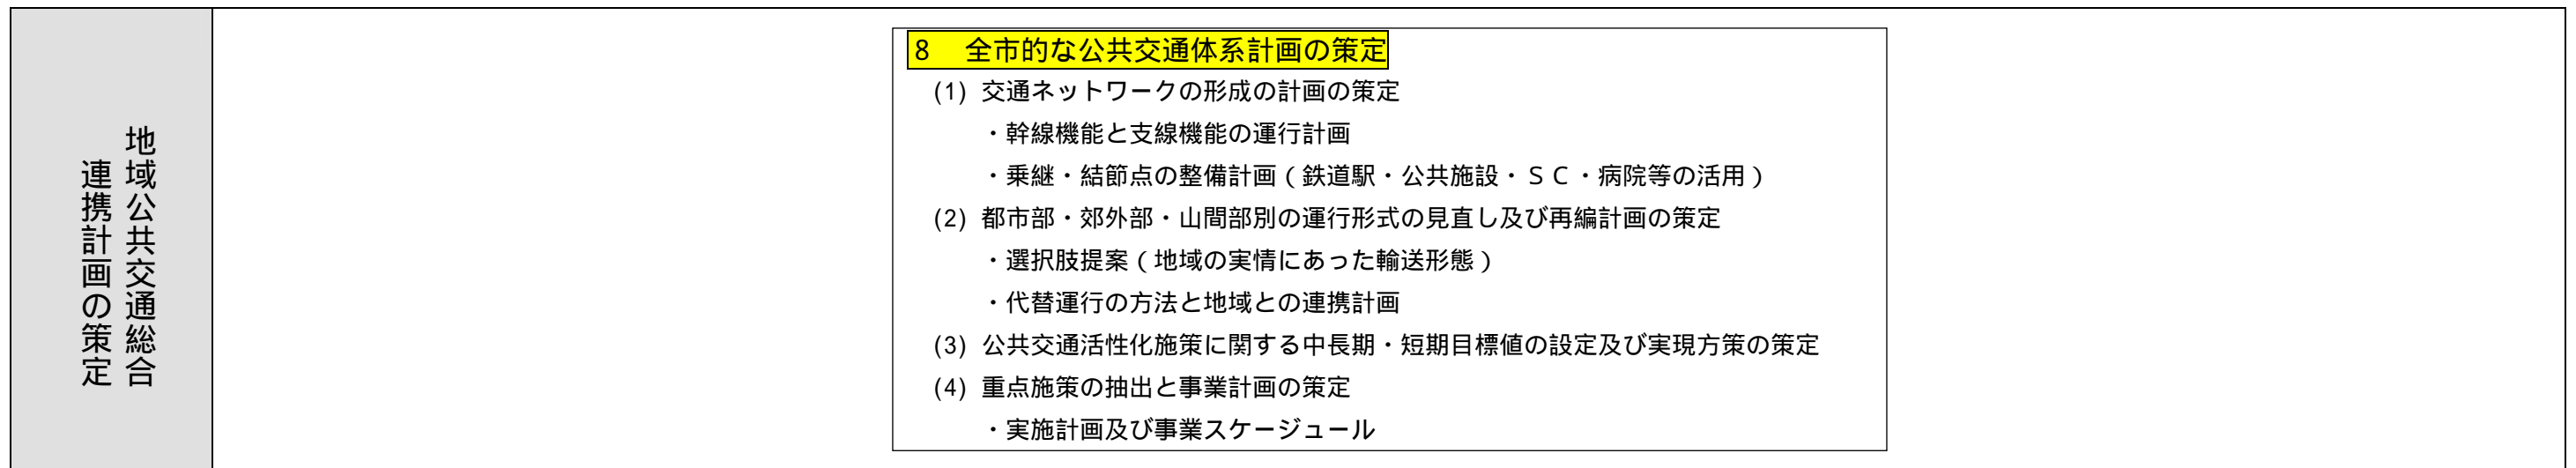 地域公共交通総合
連携計画の策定
８　全市的な公共交通体系計画の策定
(1) 交通ネットワークの形成の計画の策定
・幹線機能と支線機能の運行計画
・乗継・結節点の整備計画（鉄道駅・公共施設・ＳＣ・病院等の活用）
(2) 都市部・郊外部・山間部別の運行形式の見直し及び再編計画の策定
・選択肢提案（地域の実情にあった輸送形態）
・代替運行の方法と地域との連携計画
(3) 公共交通活性化施策に関する中長期・短期目標値の設定及び実現方策の策定
(4) 重点施策の抽出と事業計画の策定
・実施計画及び事業スケージュール